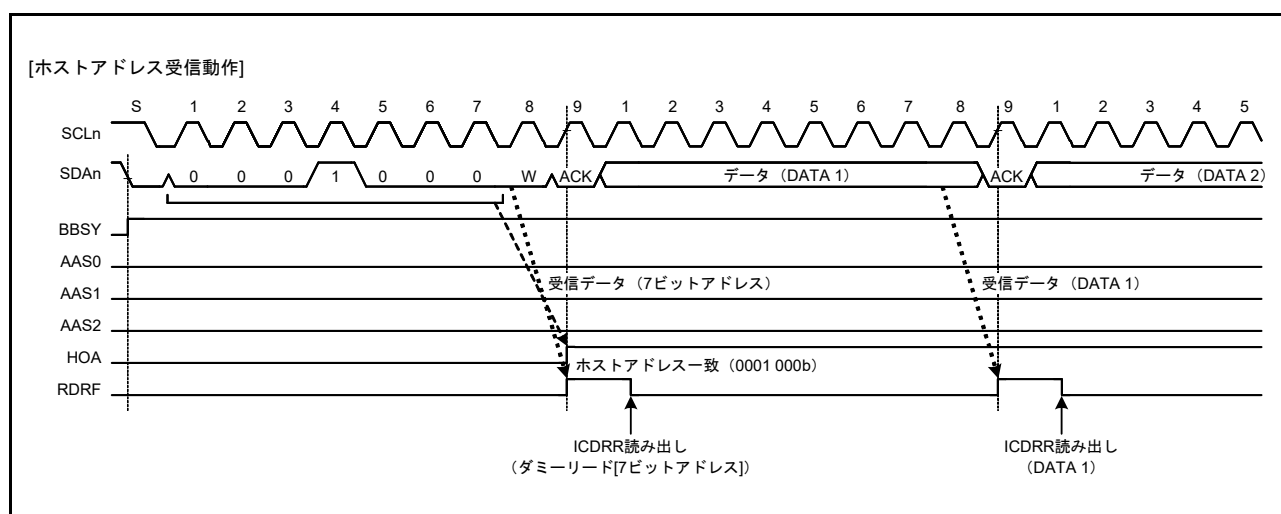 [ホストアドレス受信動作]
S 1 2 3 4 5 6 7 8 9 1 2 3 4 5 6 7 8 9 1 2 3 4 5
SCLn
SDAn 0 0 0 1 0 0 0 W ACK データ（DATA 1） ACK データ（DATA 2）
BBSY
AAS0
受信データ（7ビットアドレス） 受信データ（DATA 1）
AAS1
AAS2
HOA
ホストアドレス一致（0001 000b）
RDRF
ICDRR読み出し ICDRR読み出し
（ダミーリード[7ビットアドレス]） （DATA 1）